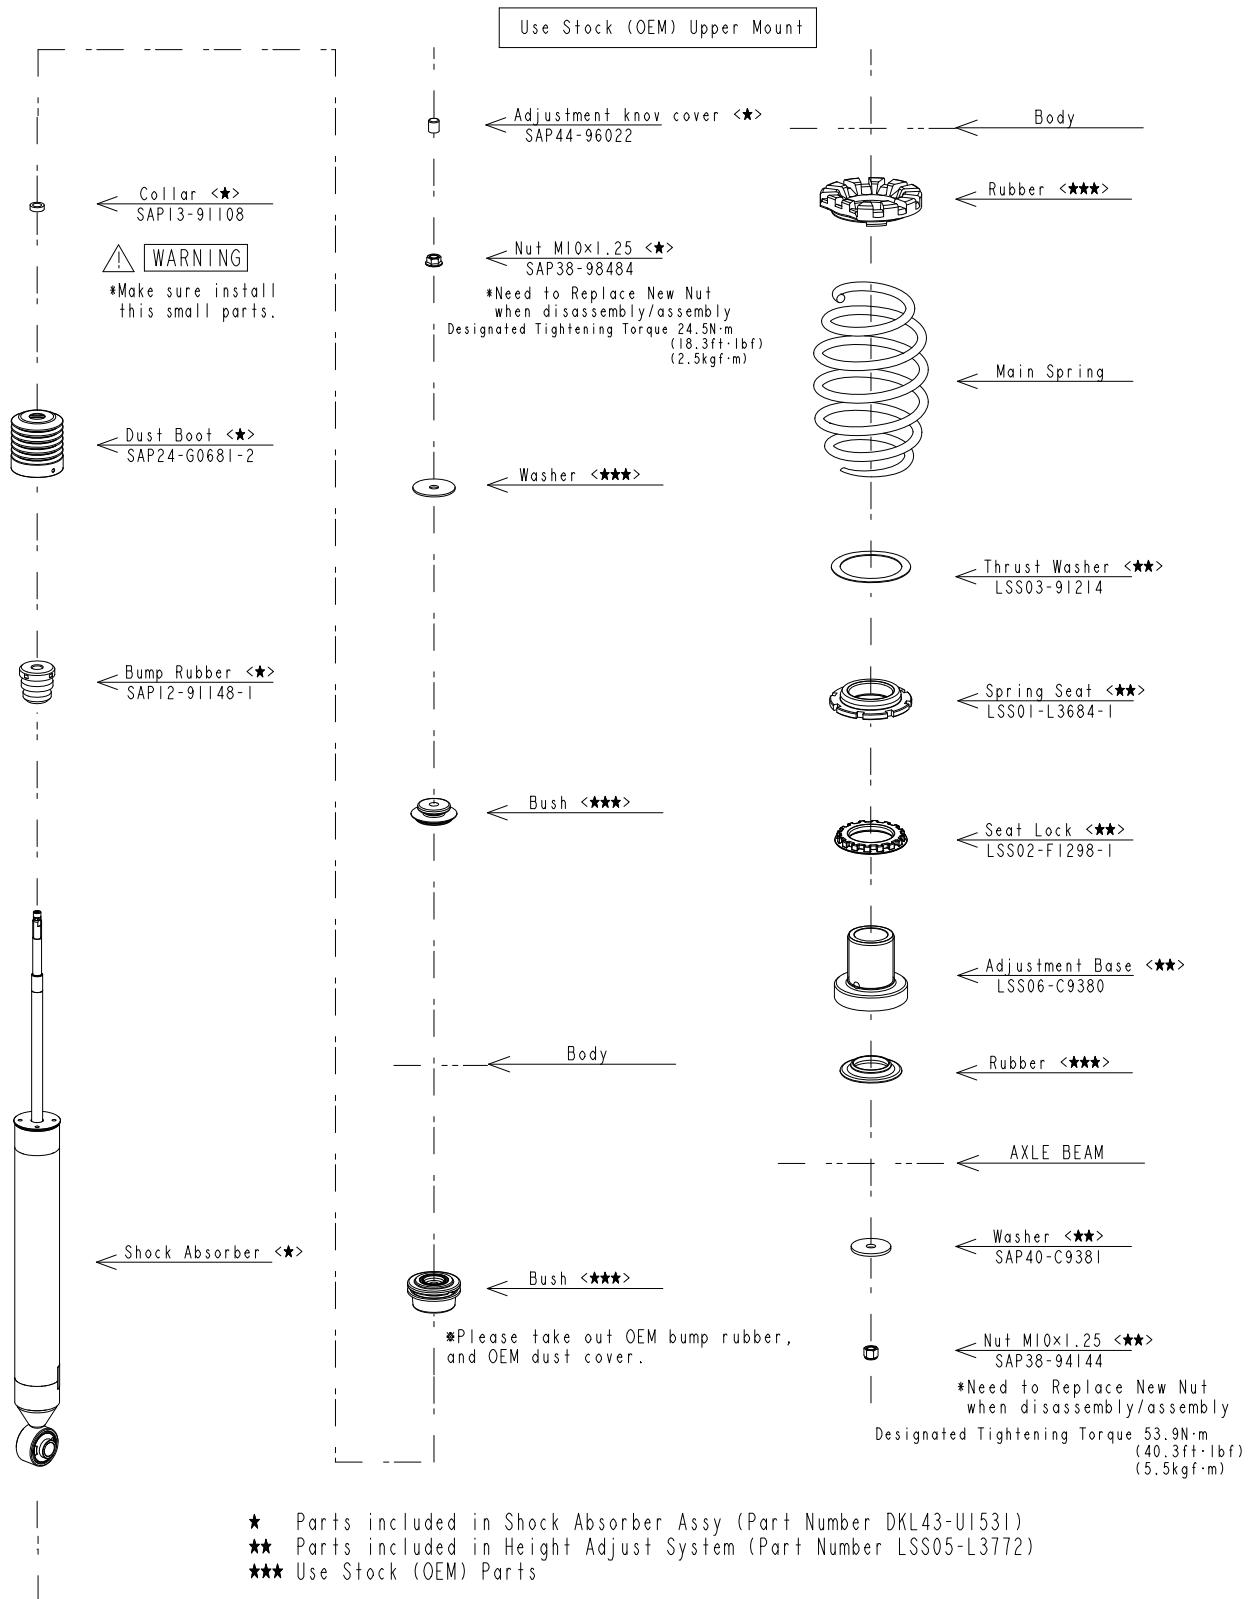 Use Stock (OEM) Upper Mount
Collar <★>
SAP13-91108
WARNING
*Make sure install
this small parts.
Dust Boot <★>
SAP24-G0681-2
Bump Rubber <★>
SAP12-91148-1
Shock Absorber <★>
Adjustment knov cover <★>
SAP44-96022
Nut M10×1.25 <★>
SAP38-98484
*Need to Replace New Nut
when disassembly/assembly
Designated Tightening Torque 24.5N·m
(18.3ft·lbf)
(2.5kgf·m)
Washer <★★★>
Bush <★★★>
Body
Bush <★★★>
※Please take out OEM bump rubber,
and OEM dust cover.
Body
Rubber <★★★>
Main Spring
Thrust Washer <★★>
LSS03-91214
Spring Seat <★★>
LSS01-L3684-1
Seat Lock <★★>
LSS02-F1298-1
Adjustment Base <★★>
LSS06-C9380
Rubber <★★★>
AXLE BEAM
Washer <★★>
SAP40-C9381
Nut M10×1.25 <★★>
SAP38-94144
*Need to Replace New Nut
when disassembly/assembly
Designated Tightening Torque 53.9N·m
(40.3ft·lbf)
(5.5kgf·m)
★ Parts included in Shock Absorber Assy (Part Number DKL43-U1531)
★★ Parts included in Height Adjust System (Part Number LSS05-L3772)
★★★ Use Stock (OEM) Parts